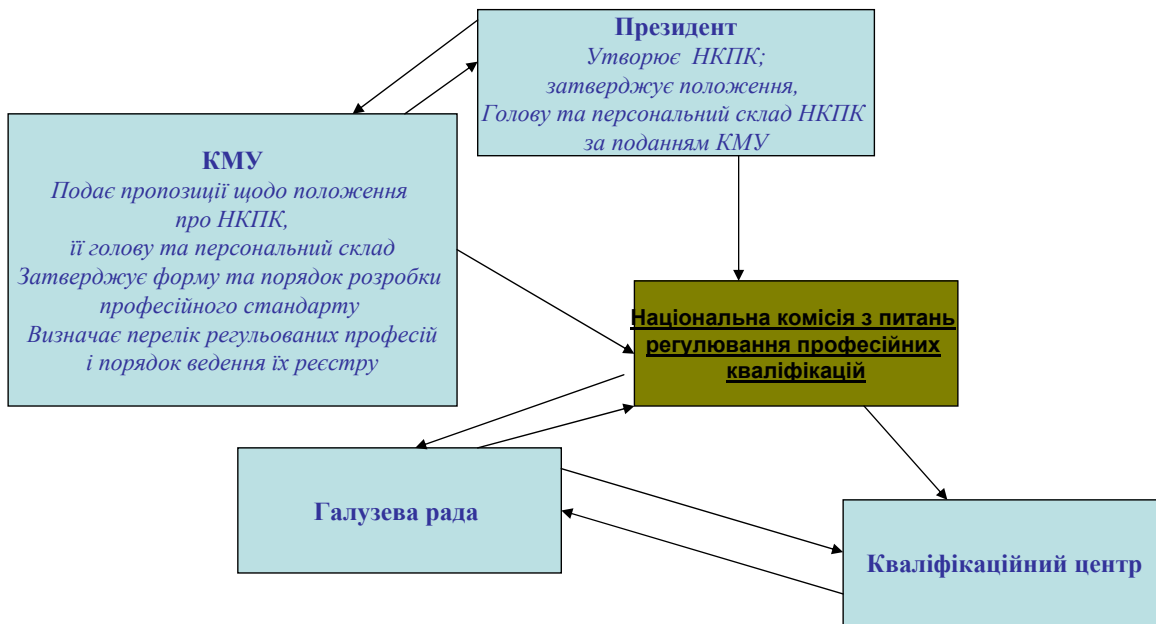 Президент
Утворює НКПК;
затверджує положення,
Голову та персональний склад НКПК
за поданням КМУ
КМУ
Подає пропозиції щодо положення
про НКПК,
її голову та персональний склад
Затверджує форму та порядок розробки
професійного стандарту
Визначає перелік регульованих професій
і порядок ведення їх реєстру
Національна комісія з питань
регулювання професійних
кваліфікацій
Галузева рада
Кваліфікаційний центр